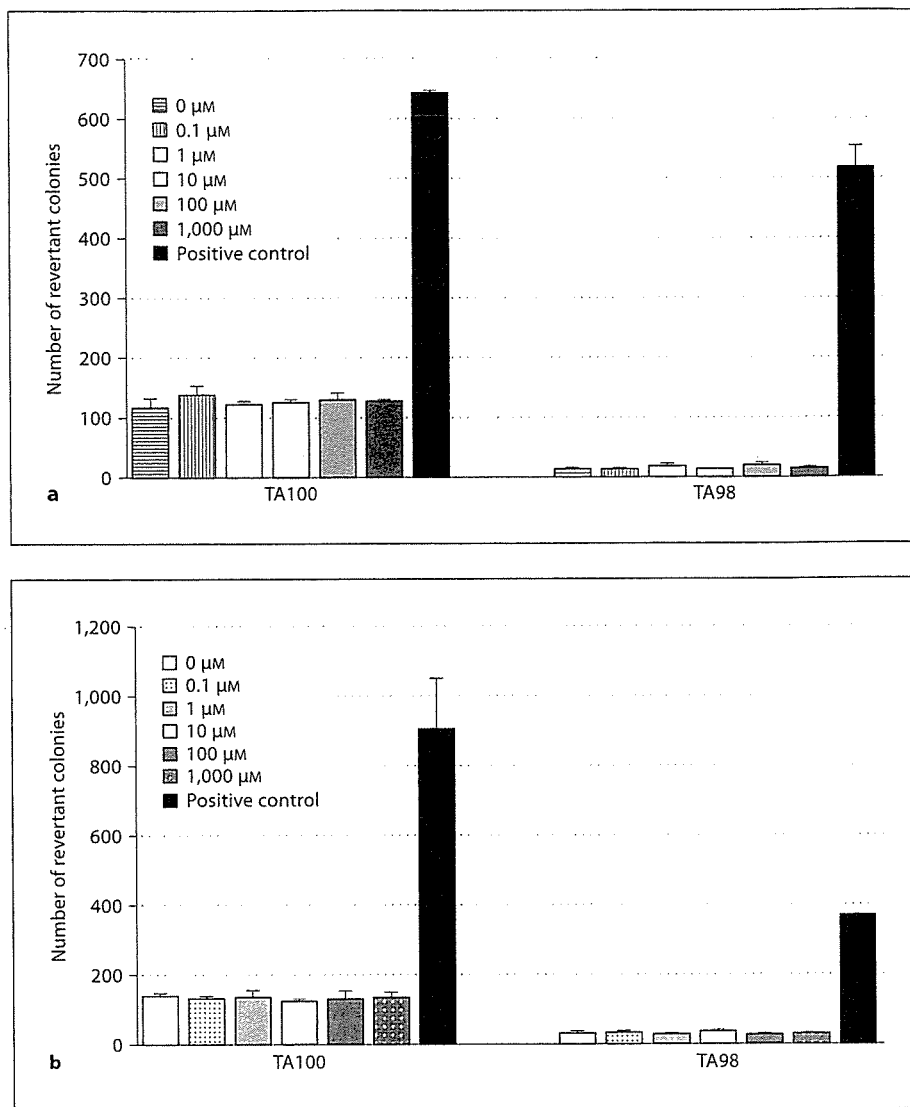 Number of revertant colonies
700
600
500
400
300
200
100
0
0 µM
0.1 µM
1 µM
10 µM
100 µM
1,000 µM
Positive control
TA100
TA98
a
Number of revertant colonies
1,200
1,000
800
600
400
200
0
0 µM
0.1 µM
1 µM
10 µM
100 µM
1,000 µM
Positive control
TA100
TA98
b